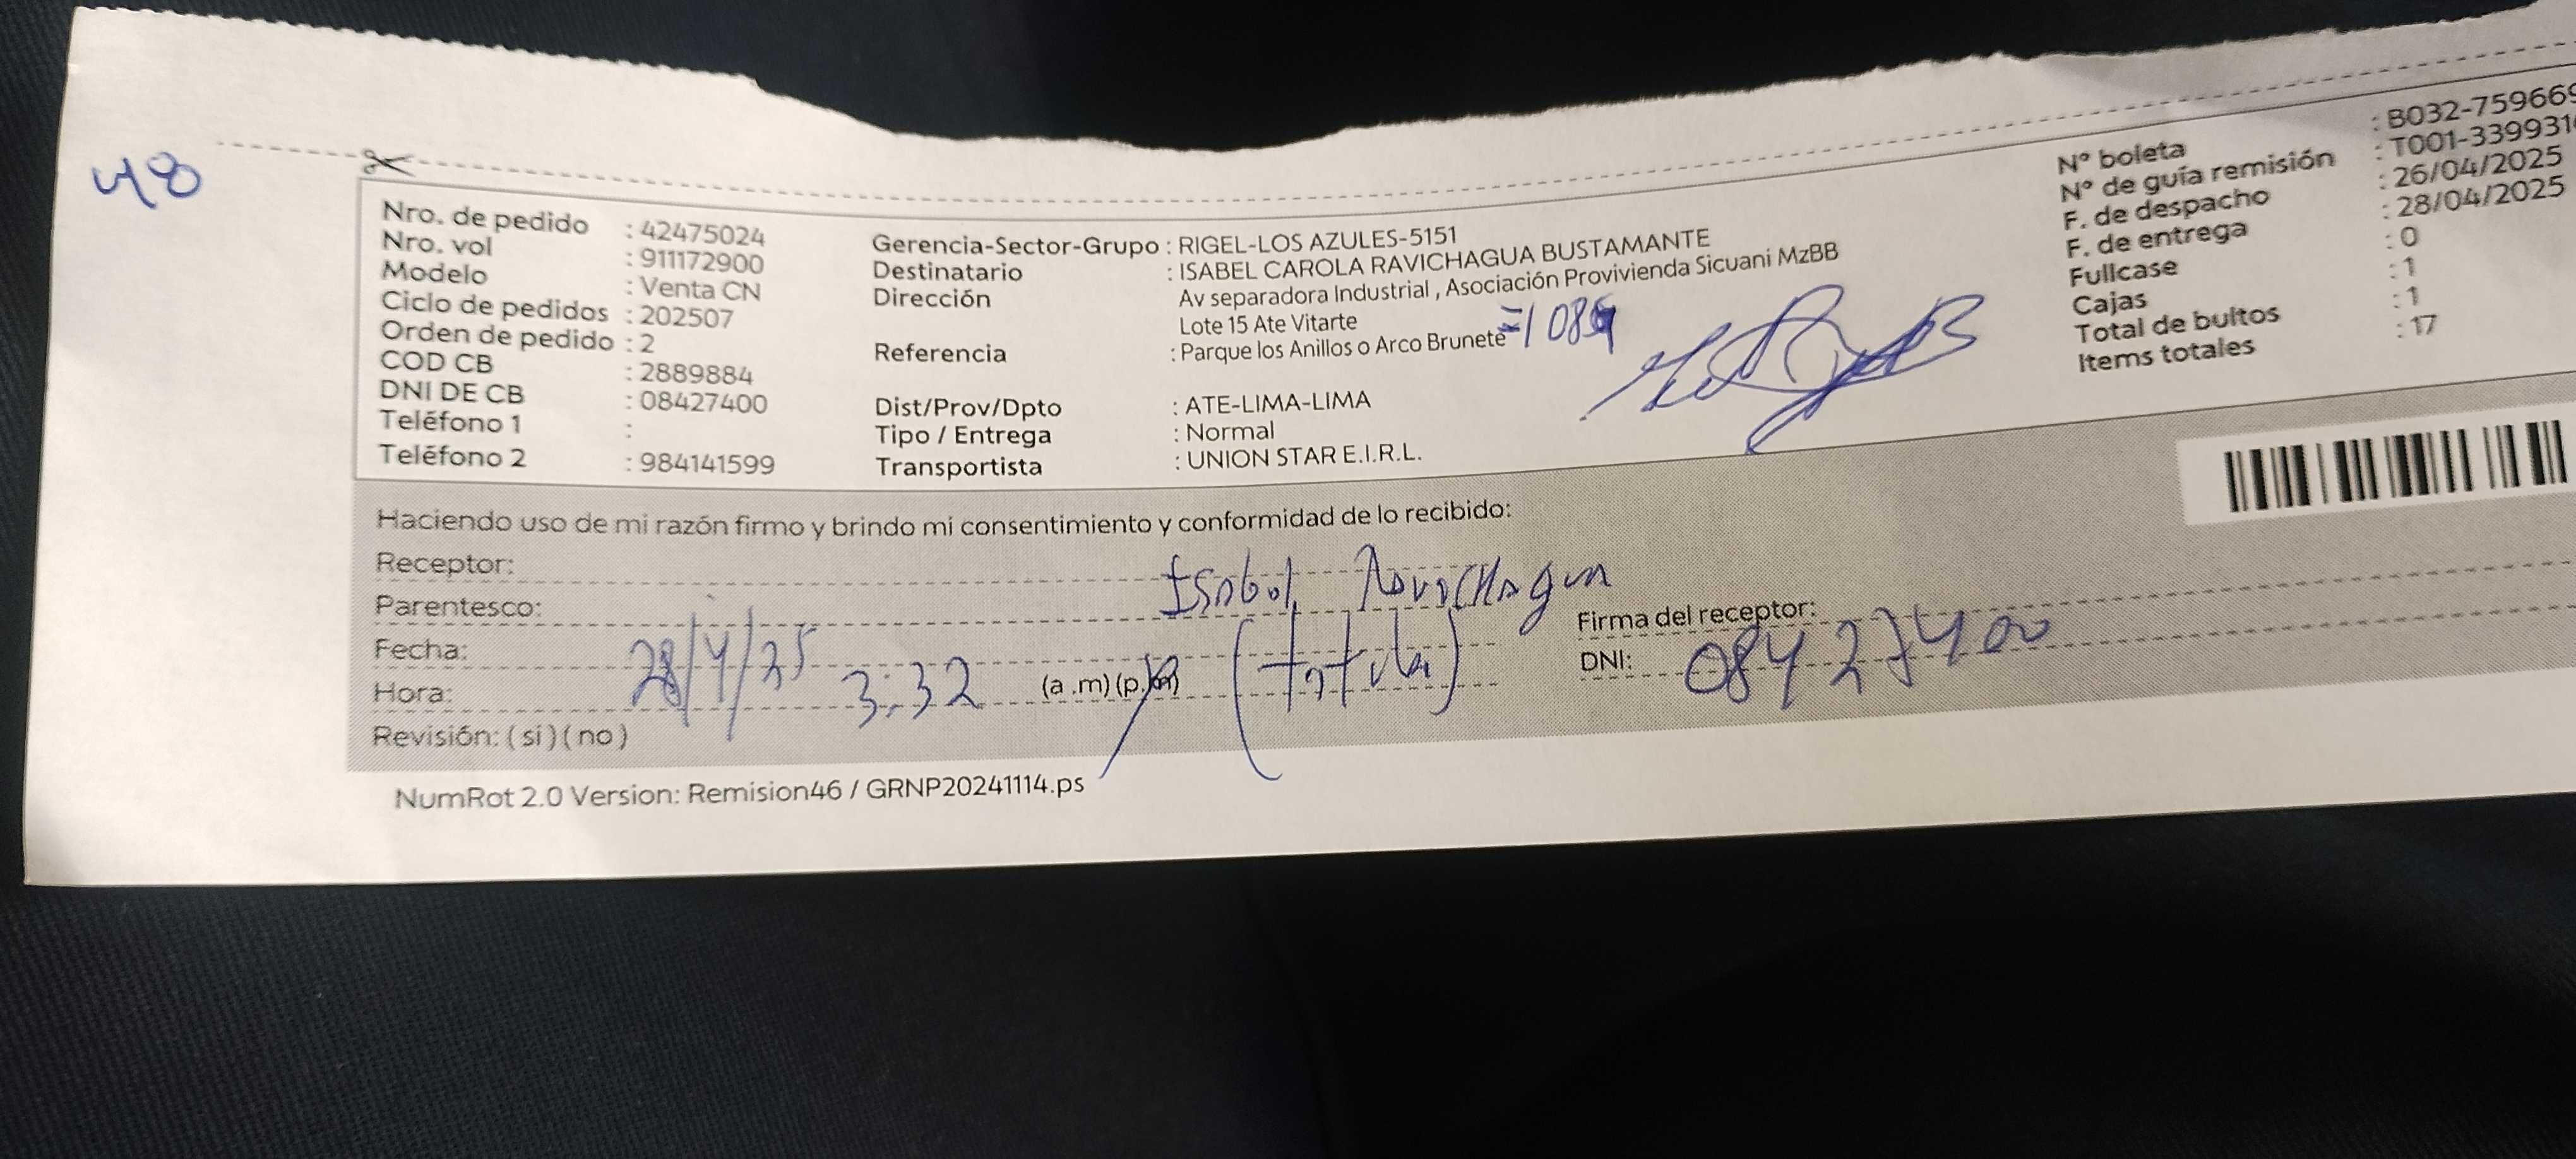 48
Nro. de pedido : 42475024
Nro. vol : 911172900
Modelo : Venta CN
Ciclo de pedidos : 202507
Orden de pedido : 2
COD CB : 2889884
DNI DE CB : 08427400
Teléfono 1 :
Teléfono 2 : 984141599
Gerencia-Sector-Grupo : RIGEL-LOS AZULES-5151
Destinatario : ISABEL CAROLA RAVICHAGUA BUSTAMANTE
Dirección : Av separadora Industrial , Asociación Provivienda Sicuani MzBB
Lote 15 Ate Vitarte
Referencia : Parque los Anillos o Arco Brunete
Dist/Prov/Dpto : ATE-LIMA-LIMA
Tipo / Entrega : Normal
Transportista : UNION STAR E.I.R.L.
N° boleta : B032-759669
N° de guía remisión : T001-339931
F. de despacho : 26/04/2025
F. de entrega : 28/04/2025
Fullcase : 0
Cajas : 1
Total de bultos : 1
Items totales : 17
Haciendo uso de mi razón firmo y brindo mi consentimiento y conformidad de lo recibido:
Receptor: Isabel Ravichagua
Parentesco: (titular)
Firma del receptor:
Fecha: 28/4/25
DNI: 08427400
Hora: 3:32 (a .m) (p.m)
Revisión: ( si ) ( no )
NumRot 2.0 Version: Remision46 / GRNP20241114.ps